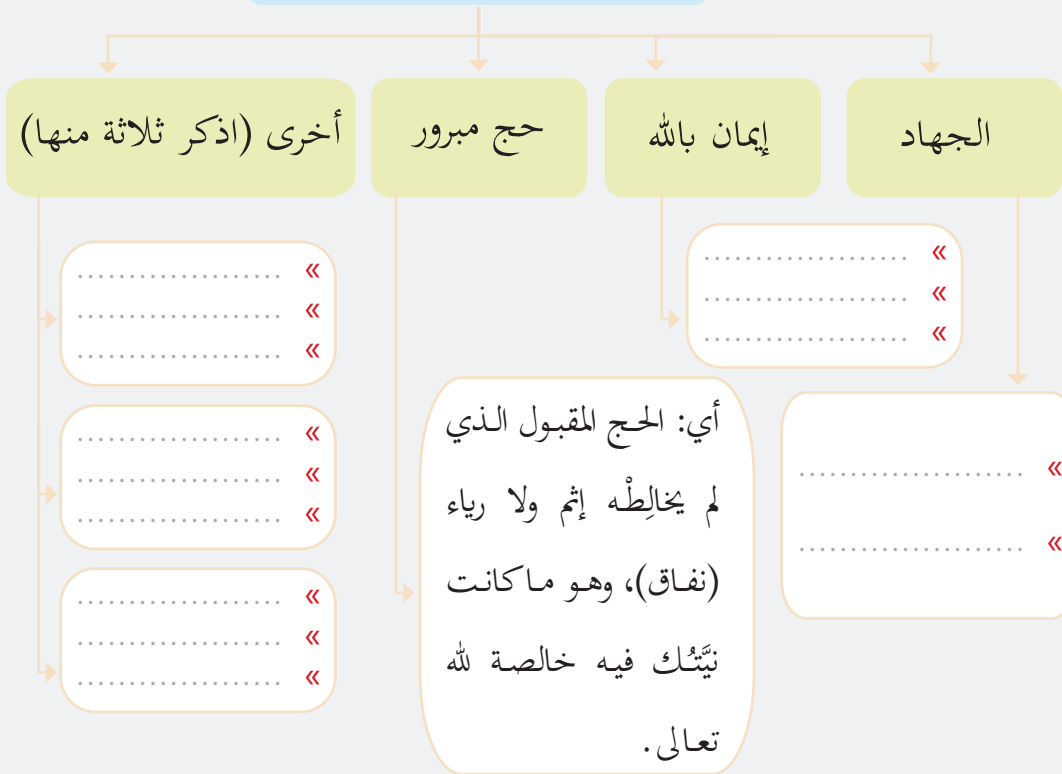 الجهاد
إيمان بالله
حج مبرور
أخرى (اذكر ثلاثة منها)
« ....................
« ....................
« ....................
« ......................
« ......................
أي: الحج المقبول الذي
لم يخالِطْه إثم ولا رياء
(نفاق)، وهو ما كانت
نيَّتُك فيه خالصة لله
تعالى.
« ....................
« ....................
« ....................
« ....................
« ....................
« ....................
« ....................
« ....................
« ....................